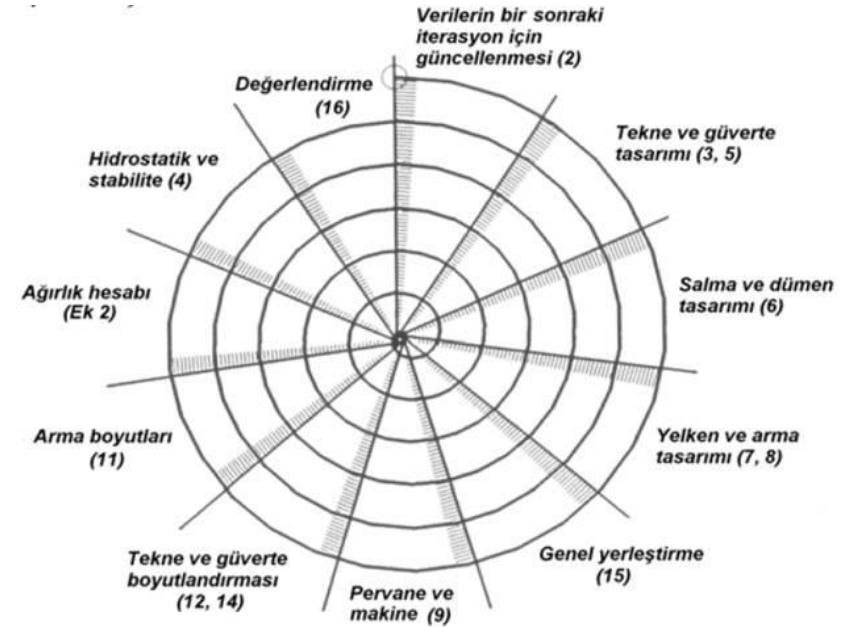 Verilerin bir sonraki
iterasyon için
güncellenmesi (2)
Tekne ve güverte
tasarımı (3, 5)
Salma ve dümen
tasarımı (6)
Yelken ve arma
tasarımı (7, 8)
Genel yerleştirme
(15)
Pervane ve
makine (9)
Tekne ve güverte
boyutlandırması
(12, 14)
Arma boyutları
(11)
Ağırlık hesabı
(Ek 2)
Hidrostatik ve
stabilite (4)
Değerlendirme
(16)